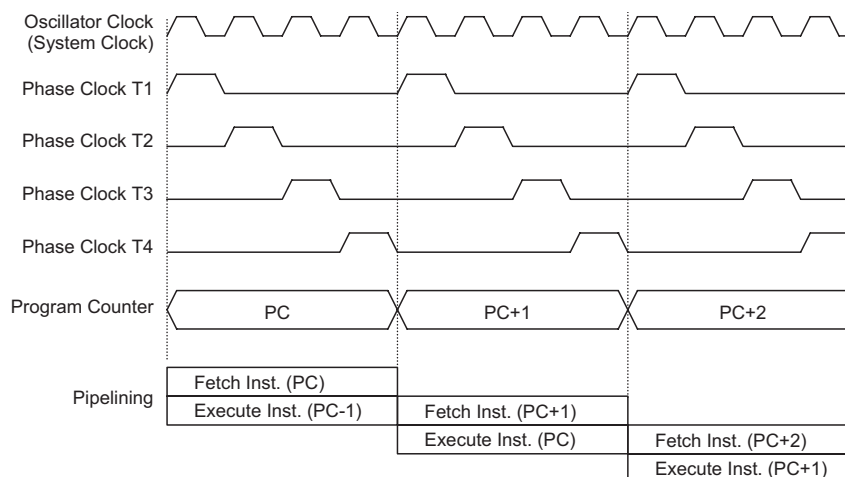 Oscillator Clock
(System Clock)
Phase Clock T1
Phase Clock T2
Phase Clock T3
Phase Clock T4
Program Counter
PC
PC+1
PC+2
Pipelining
Fetch Inst. (PC)
Execute Inst. (PC-1)
Fetch Inst. (PC+1)
Execute Inst. (PC)
Fetch Inst. (PC+2)
Execute Inst. (PC+1)